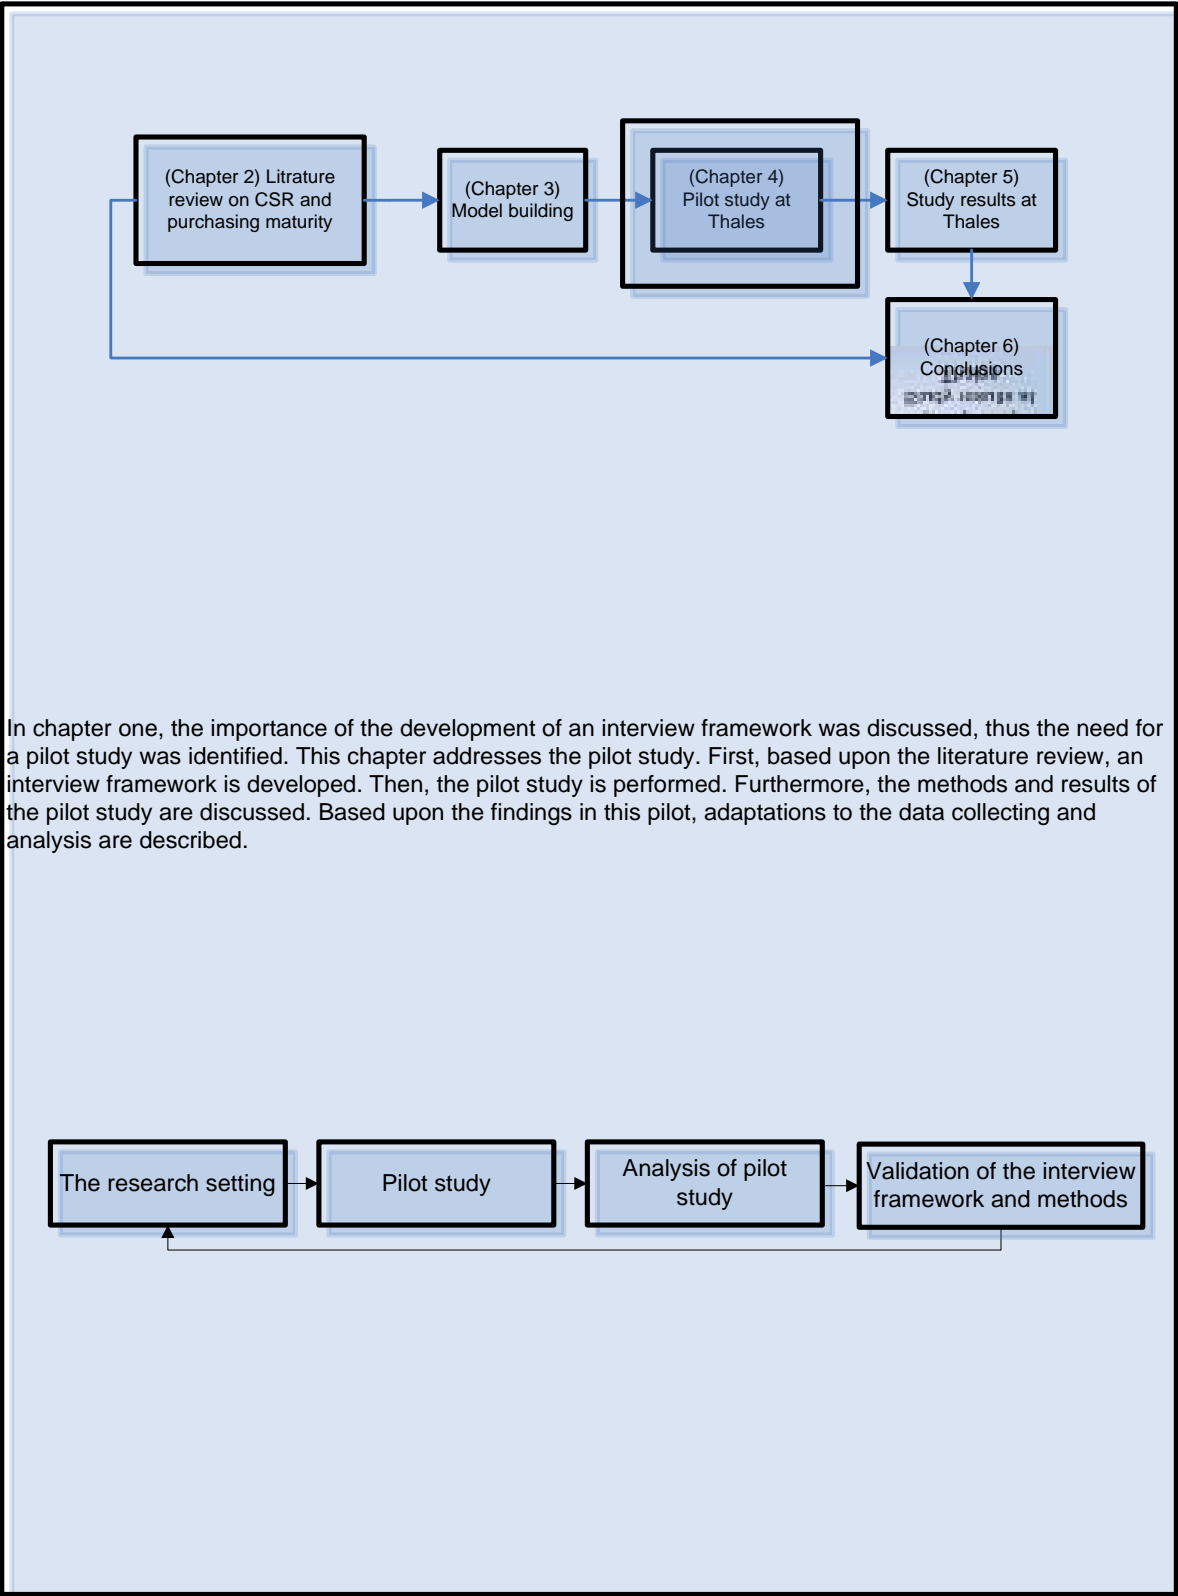 (Chapter 2) Litrature
review on CSR and
purchasing maturity
(Chapter 3)
Model building
(Chapter 4)
Pilot study at
Thales
(Chapter 5)
Study results at
Thales
(Chapter 6)
Conclusions
In chapter one, the importance of the development of an interview framework was discussed, thus the need for
a pilot study was identified. This chapter addresses the pilot study. First, based upon the literature review, an
interview framework is developed. Then, the pilot study is performed. Furthermore, the methods and results of
the pilot study are discussed. Based upon the findings in this pilot, adaptations to the data collecting and
analysis are described.
The research setting
Pilot study
Analysis of pilot
study
Validation of the interview
framework and methods